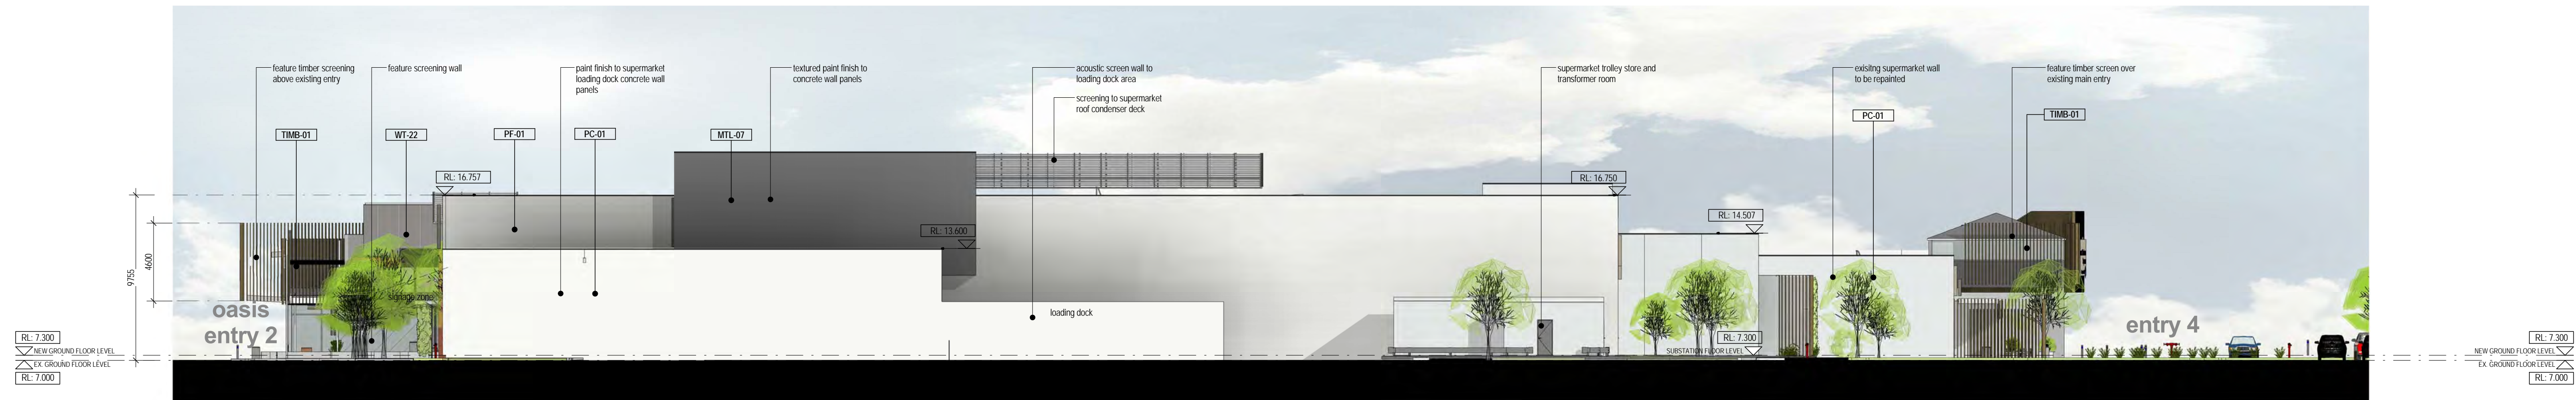 feature timber screening
above existing entry
feature screening wall
paint finish to supermarket
loading dock concrete wall
panels
textured paint finish to
concrete wall panels
acoustic screen wall to
loading dock area
screening to supermarket
roof condenser deck
supermarket trolley store and
transformer room
exisitng supermarket wall
to be repainted
feature timber screen over
existing main entry
TIMB-01
WT-22
PF-01
PC-01
MTL-07
PC-01
TIMB-01
RL: 16.757
RL: 16.750
RL: 14.507
RL: 13.600
9755
4600
signage zone
loading dock
oasis
entry 2
entry 4
RL: 7.300
NEW GROUND FLOOR LEVEL
EX. GROUND FLOOR LEVEL
RL: 7.000
RL: 7.300
SUBSTATION FLOOR LEVEL
RL: 7.300
NEW GROUND FLOOR LEVEL
EX. GROUND FLOOR LEVEL
RL: 7.000